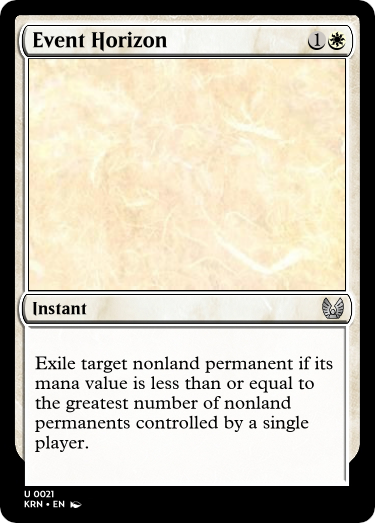 Event Horizon 1
Instant
Exile target nonland permanent if its
mana value is less than or equal to
the greatest number of nonland
permanents controlled by a single
player.
U 0021
KRN • EN